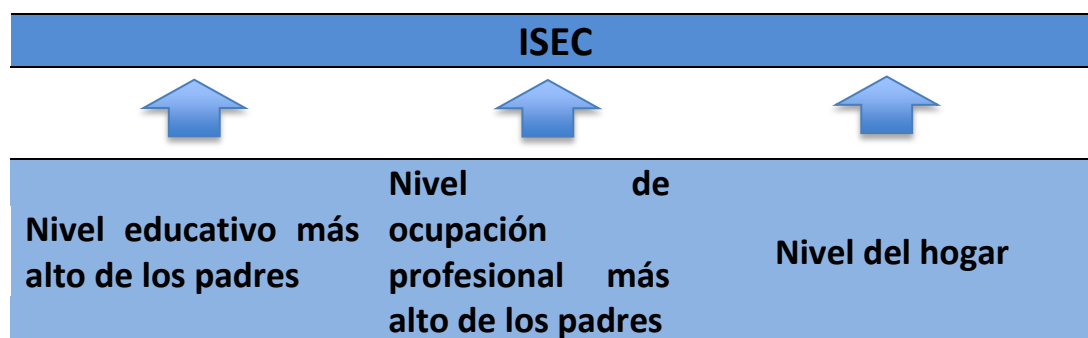 ISEC
Nivel educativo más
alto de los padres
Nivel de
ocupación
profesional más
alto de los padres
Nivel del hogar